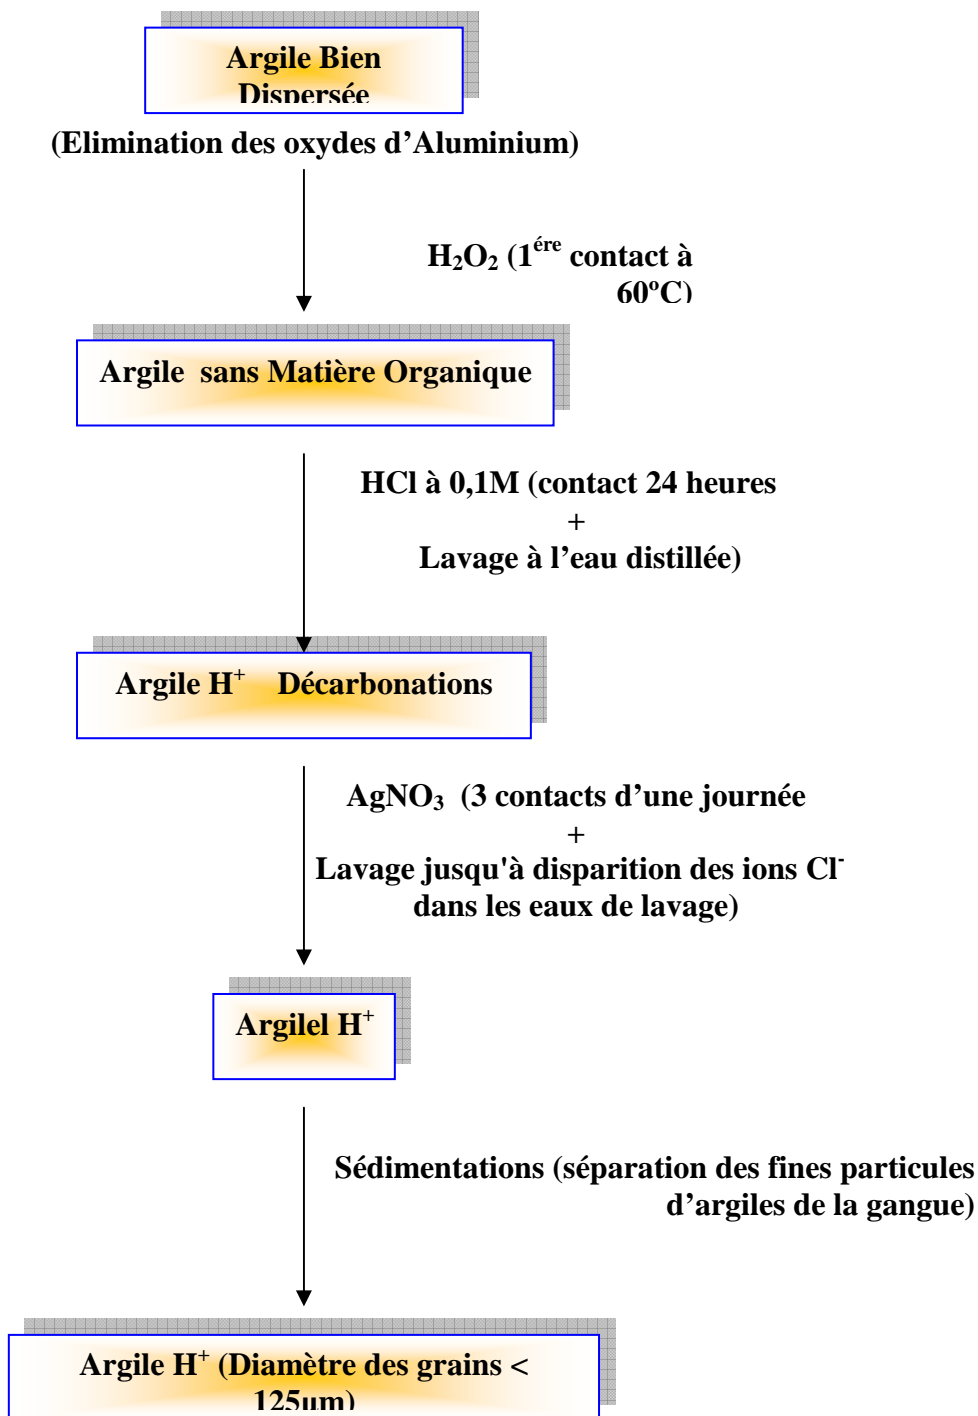 Argile Bien
Dispersée
(Elimination des oxydes d’Aluminium)
H₂O₂ (1ᵉ́ʳᵉ contact à
60ºC)
Argile sans Matière Organique
HCl à 0,1M (contact 24 heures
+
Lavage à l’eau distillée)
Argile H⁺ Décarbonations
AgNO₃ (3 contacts d’une journée
+
Lavage jusqu'à disparition des ions Cl⁻
dans les eaux de lavage)
Argilel H⁺
Sédimentations (séparation des fines particules
d’argiles de la gangue)
Argile H⁺ (Diamètre des grains <
125µm)